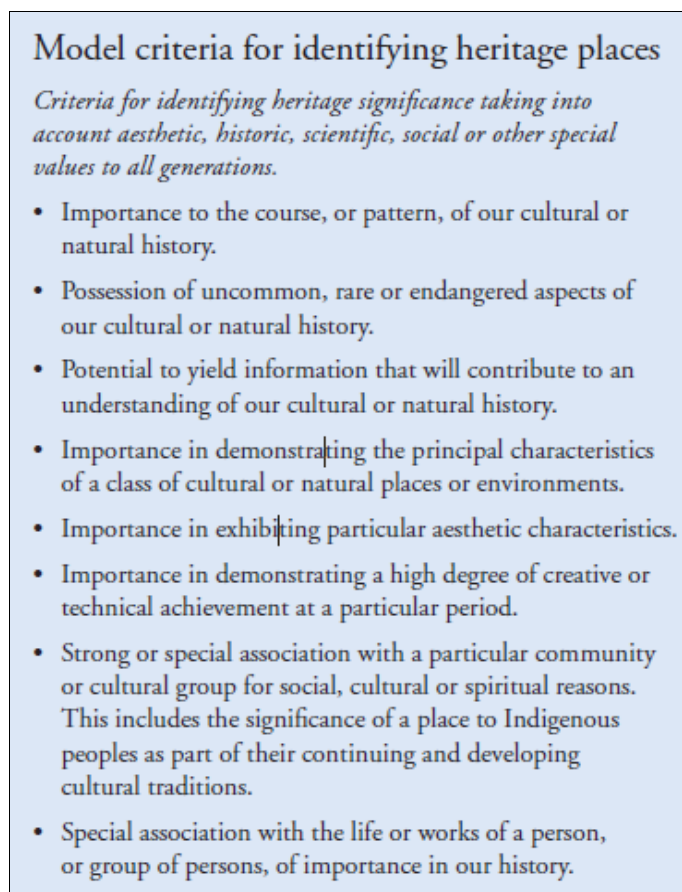 Model criteria for identifying heritage places
Criteria for identifying heritage significance taking into
account aesthetic, historic, scientific, social or other special
values to all generations.
• Importance to the course, or pattern, of our cultural or
natural history.
• Possession of uncommon, rare or endangered aspects of
our cultural or natural history.
• Potential to yield information that will contribute to an
understanding of our cultural or natural history.
• Importance in demonstrating the principal characteristics
of a class of cultural or natural places or environments.
• Importance in exhibiting particular aesthetic characteristics.
• Importance in demonstrating a high degree of creative or
technical achievement at a particular period.
• Strong or special association with a particular community
or cultural group for social, cultural or spiritual reasons.
This includes the significance of a place to Indigenous
peoples as part of their continuing and developing
cultural traditions.
• Special association with the life or works of a person,
or group of persons, of importance in our history.